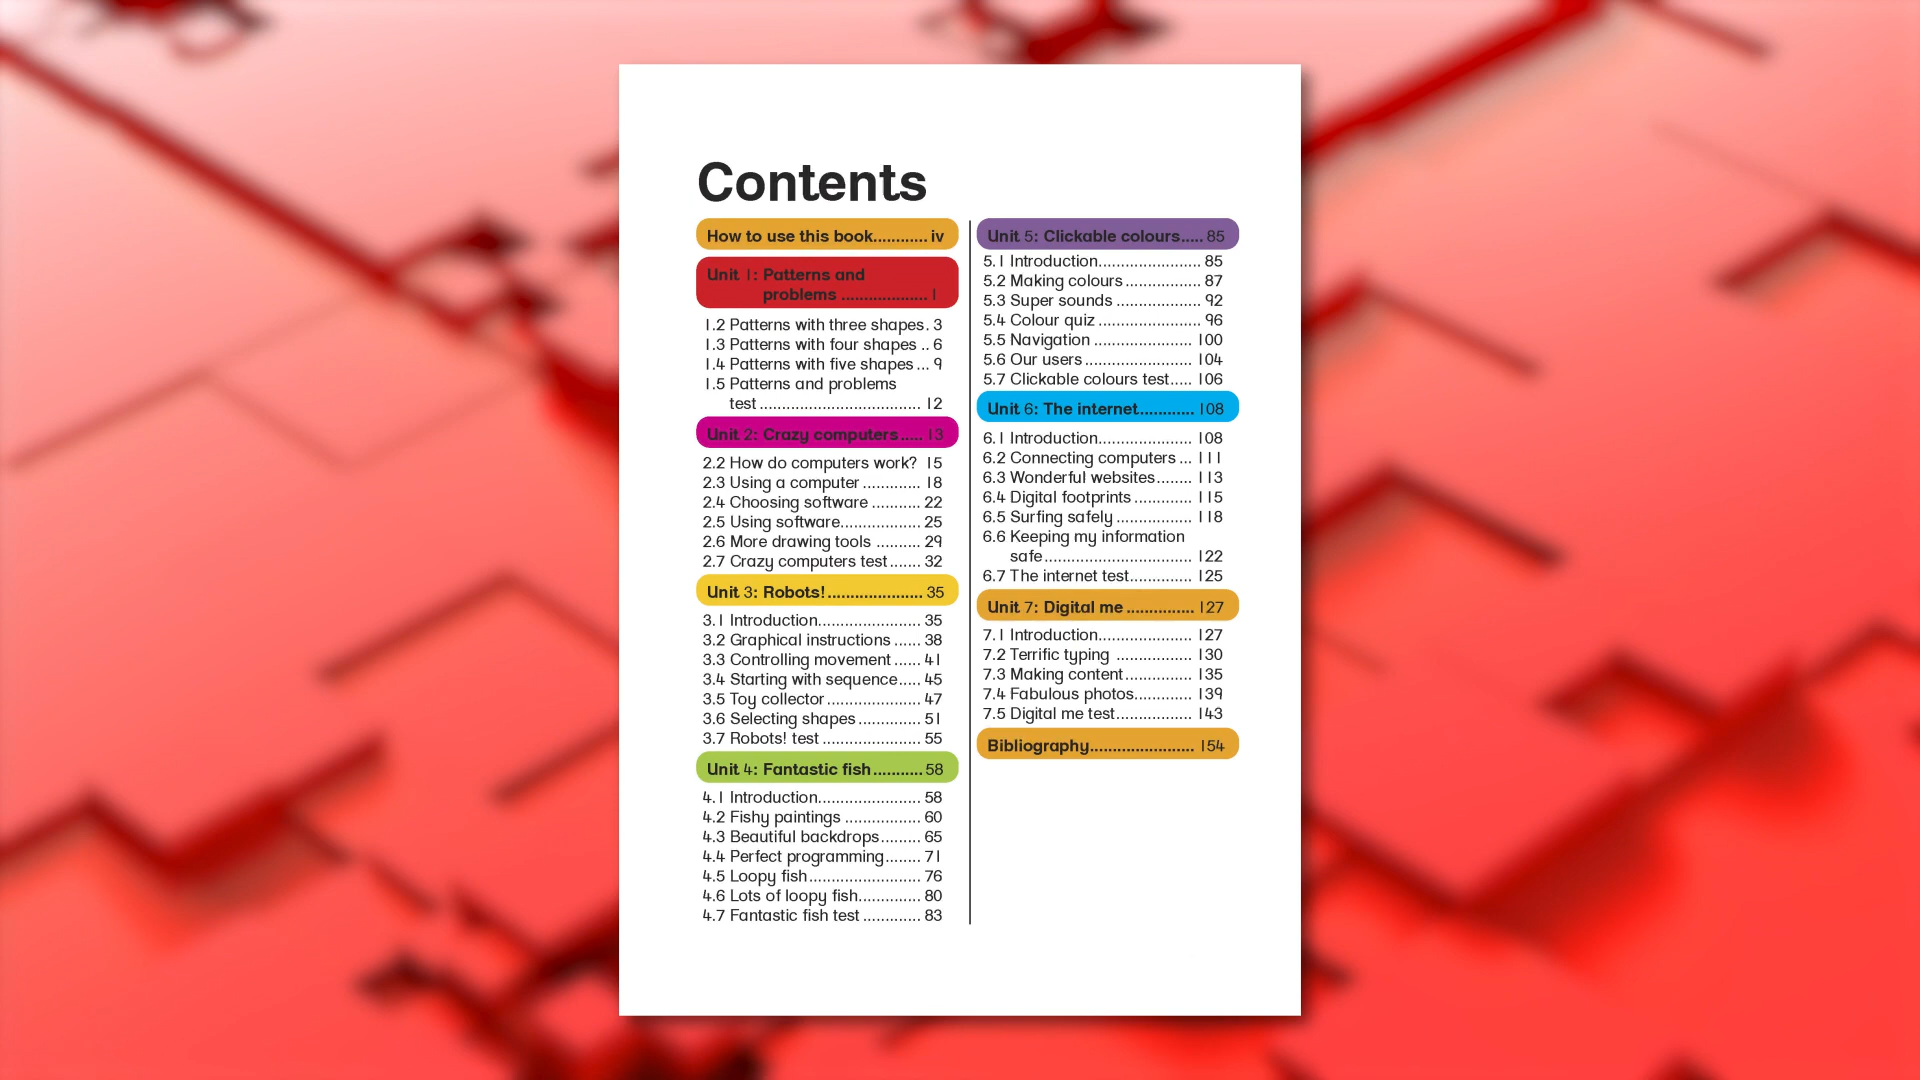 Contents
How to use this book............ iv
Unit 1: Patterns and
problems ................... 1
1.2 Patterns with three shapes. 3
1.3 Patterns with four shapes .. 6
1.4 Patterns with five shapes ... 9
1.5 Patterns and problems
test .................................... 12
Unit 2: Crazy computers ..... 13
2.2 How do computers work? 15
2.3 Using a computer ............. 18
2.4 Choosing software ........... 22
2.5 Using software.................. 25
2.6 More drawing tools .......... 29
2.7 Crazy computers test ....... 32
Unit 3: Robots! ..................... 35
3.1 Introduction....................... 35
3.2 Graphical instructions ...... 38
3.3 Controlling movement ...... 41
3.4 Starting with sequence..... 45
3.5 Toy collector ..................... 47
3.6 Selecting shapes .............. 51
3.7 Robots! test ...................... 55
Unit 4: Fantastic fish ........... 58
4.1 Introduction....................... 58
4.2 Fishy paintings ................. 60
4.3 Beautiful backdrops......... 65
4.4 Perfect programming........ 71
4.5 Loopy fish......................... 76
4.6 Lots of loopy fish.............. 80
4.7 Fantastic fish test ............. 83
Unit 5: Clickable colours..... 85
5.1 Introduction...................... 85
5.2 Making colours ................. 87
5.3 Super sounds ................... 92
5.4 Colour quiz ....................... 96
5.5 Navigation ...................... 100
5.6 Our users ........................ 104
5.7 Clickable colours test..... 106
Unit 6: The internet............ 108
6.1 Introduction..................... 108
6.2 Connecting computers ... 111
6.3 Wonderful websites........ 113
6.4 Digital footprints ............. 115
6.5 Surfing safely ................. 118
6.6 Keeping my information
safe................................. 122
6.7 The internet test.............. 125
Unit 7: Digital me ............... 127
7.1 Introduction..................... 127
7.2 Terrific typing ................. 130
7.3 Making content ............... 135
7.4 Fabulous photos............. 139
7.5 Digital me test................. 143
Bibliography....................... 154